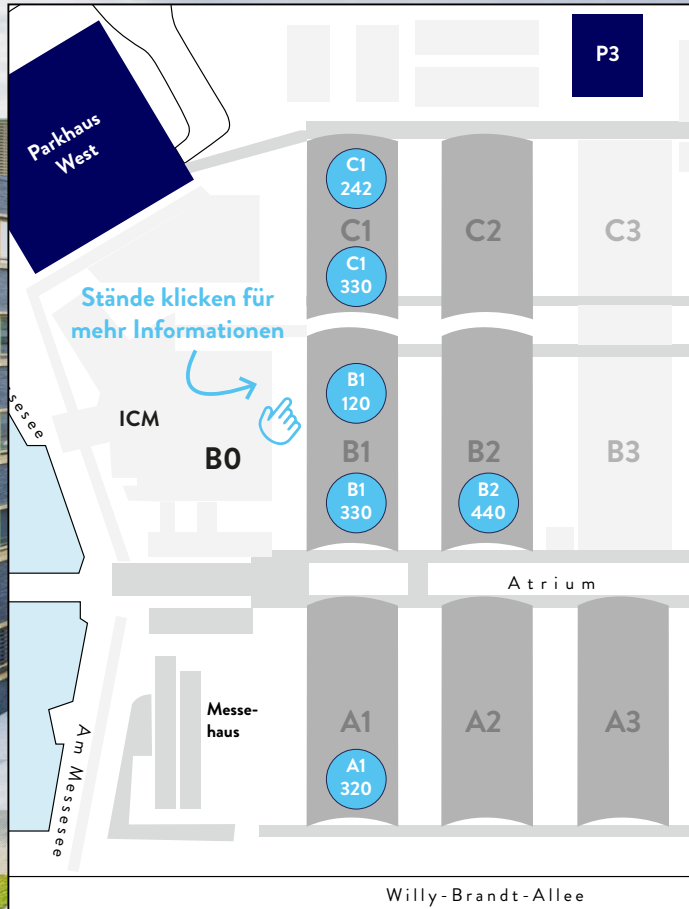 P3
Parkhaus
West
C1
242
C1
C2
C3
C1
330
Stände klicken für
mehr Informationen
B1
120
ICM
B0
B1
B2
B3
B1
330
B2
440
Atrium
Messe-
haus
A1
A2
A3
A1
320
Am Messesee
Willy-Brandt-Allee